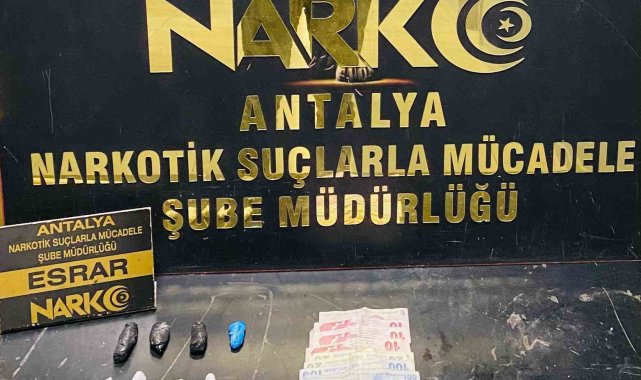 NARKO
ANTALYA
NARKOTİK SUÇLARLA MÜCADELE
ŞUBE MÜDÜRLÜĞÜ
ANTALYA
NARKOTİK SUÇLARLA MÜCADELE
ŞUBE MÜDÜRLÜĞÜ
ESRAR
NARKO